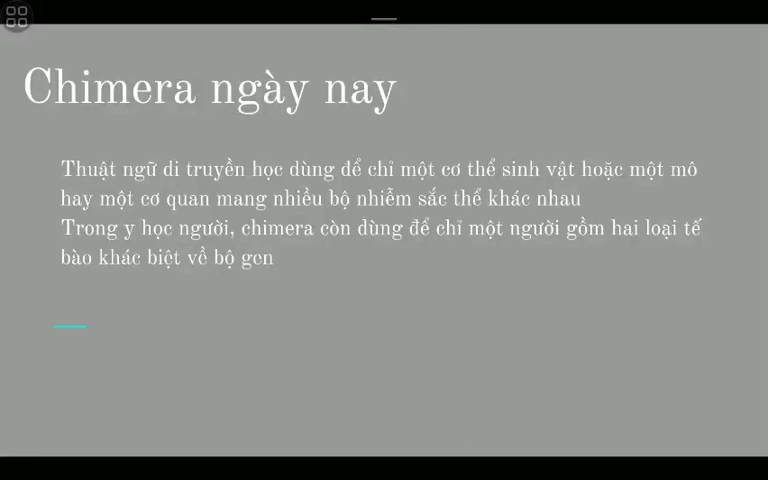 Chimera ngày nay
Thuật ngữ di truyền học dùng để chỉ một cơ thể sinh vật hoặc một mô
hay một cơ quan mang nhiều bộ nhiễm sắc thể khác nhau
Trong y học người, chimera còn dùng để chỉ một người gồm hai loại tế
bào khác biệt về bộ gen